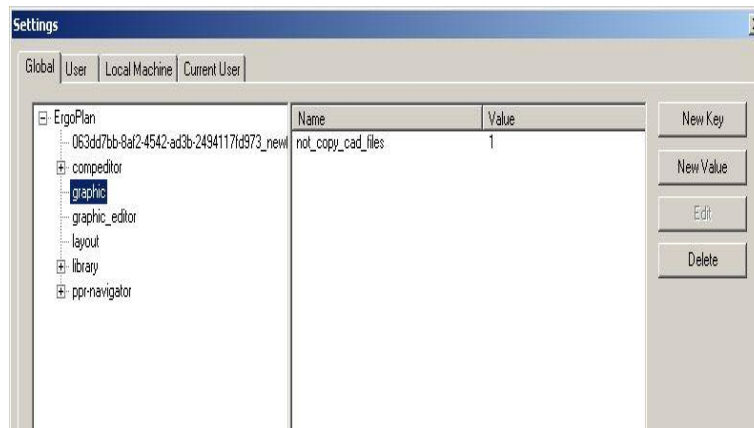 Settings
Global User Local Machine Current User
ErgoPlan
063dd7bb-8af2-4542-ad3b-2494117fd973_newl
compeditor
graphic
graphic_editor
layout
library
ppr-navigator
Name Value
not_copy_cad_files 1
New Key
New Value
Edit
Delete